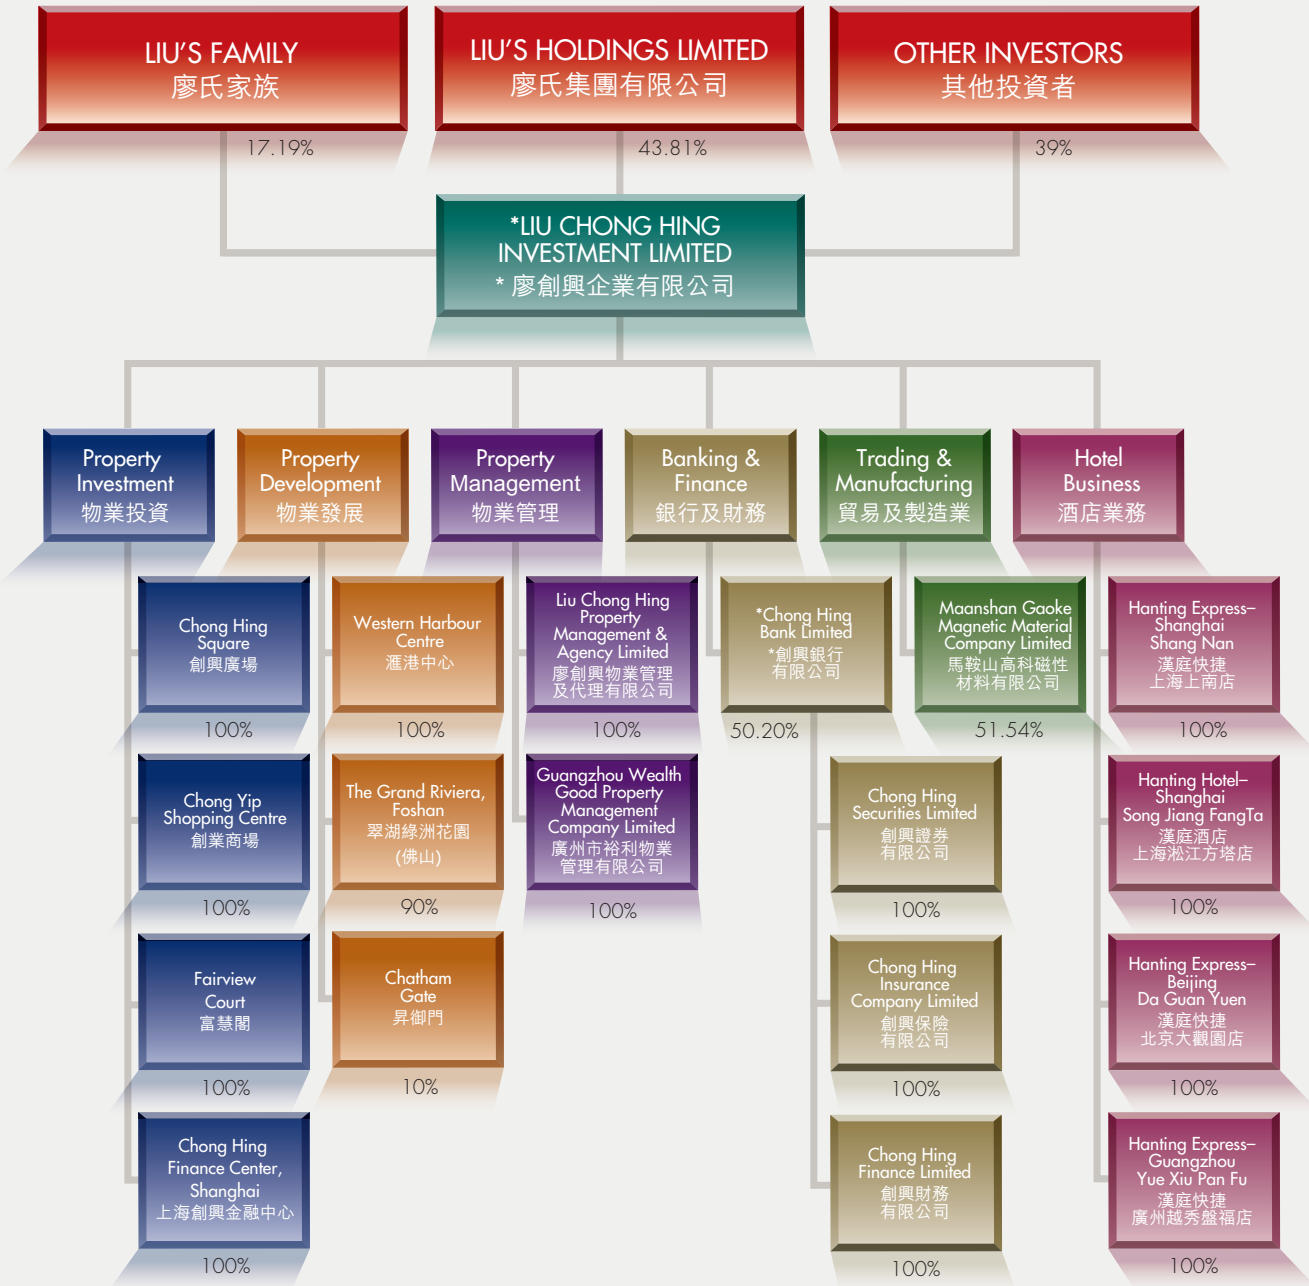 LIU'S FAMILY
廖氏家族
17.19%
LIU'S HOLDINGS LIMITED
廖氏集團有限公司
43.81%
OTHER INVESTORS
其他投資者
39%
*LIU CHONG HING
INVESTMENT LIMITED
* 廖創興企業有限公司
Property
Investment
物業投資
Property
Development
物業發展
Property
Management
物業管理
Banking &
Finance
銀行及財務
Trading &
Manufacturing
貿易及製造業
Hotel
Business
酒店業務
Chong Hing
Square
創興廣場
100%
Chong Yip
Shopping Centre
創業商場
100%
Fairview
Court
富慧閣
100%
Chong Hing
Finance Center,
Shanghai
上海創興金融中心
100%
Western Harbour
Centre
滙港中心
100%
The Grand Riviera,
Foshan
翠湖綠洲花園
(佛山)
90%
Chatham
Gate
昇御門
10%
Liu Chong Hing
Property
Management &
Agency Limited
廖創興物業管理
及代理有限公司
100%
Guangzhou Wealth
Good Property
Management
Company Limited
廣州市裕利物業
管理有限公司
100%
*Chong Hing
Bank Limited
*創興銀行
有限公司
50.20%
Chong Hing
Securities Limited
創興證券
有限公司
100%
Chong Hing
Insurance
Company Limited
創興保險
有限公司
100%
Chong Hing
Finance Limited
創興財務
有限公司
100%
Maanshan Gaoke
Magnetic Material
Company Limited
馬鞍山高科磁性
材料有限公司
51.54%
Hanting Express–
Shanghai
Shang Nan
漢庭快捷
上海上南店
100%
Hanting Hotel–
Shanghai
Song Jiang FangTa
漢庭酒店
上海淞江方塔店
100%
Hanting Express–
Beijing
Da Guan Yuen
漢庭快捷
北京大觀園店
100%
Hanting Express–
Guangzhou
Yue Xiu Pan Fu
漢庭快捷
廣州越秀盤福店
100%